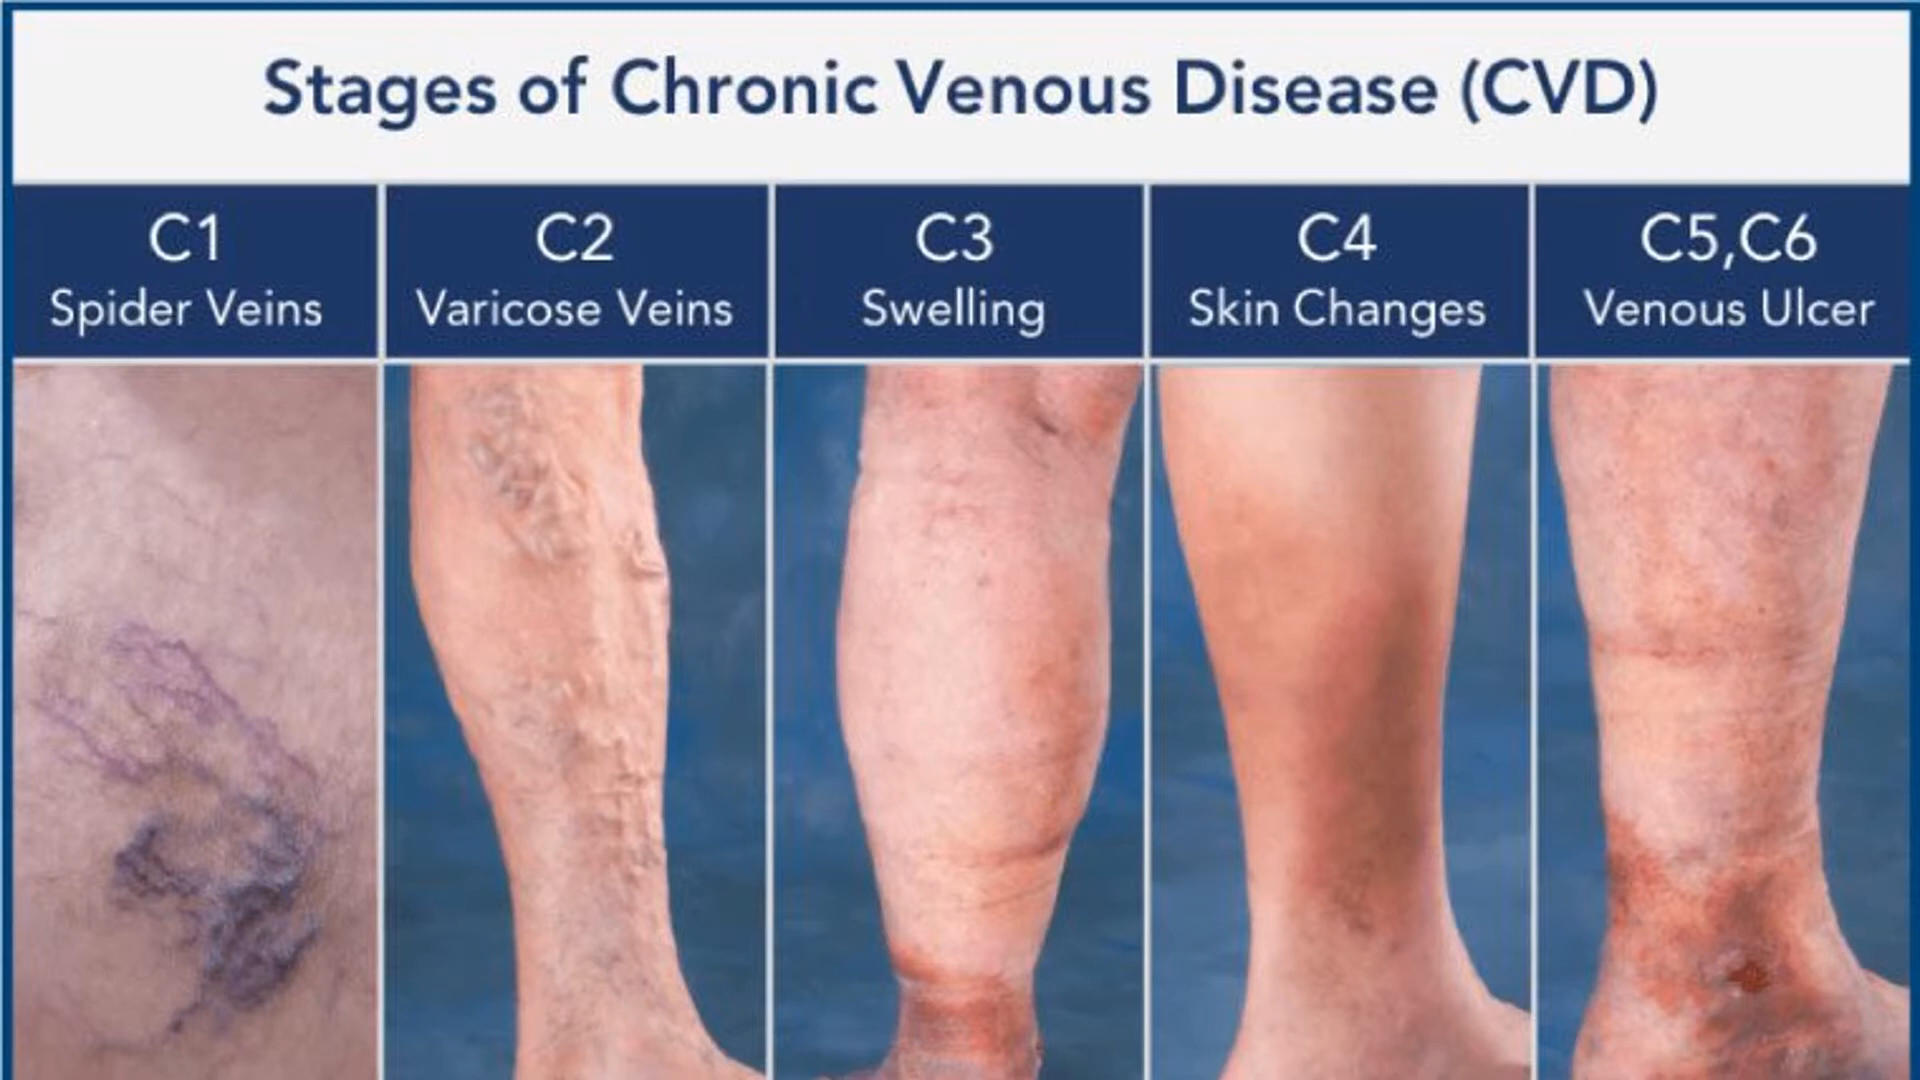 Stages of Chronic Venous Disease (CVD)
C1
Spider Veins
C2
Varicose Veins
C3
Swelling
C4
Skin Changes
C5,C6
Venous Ulcer